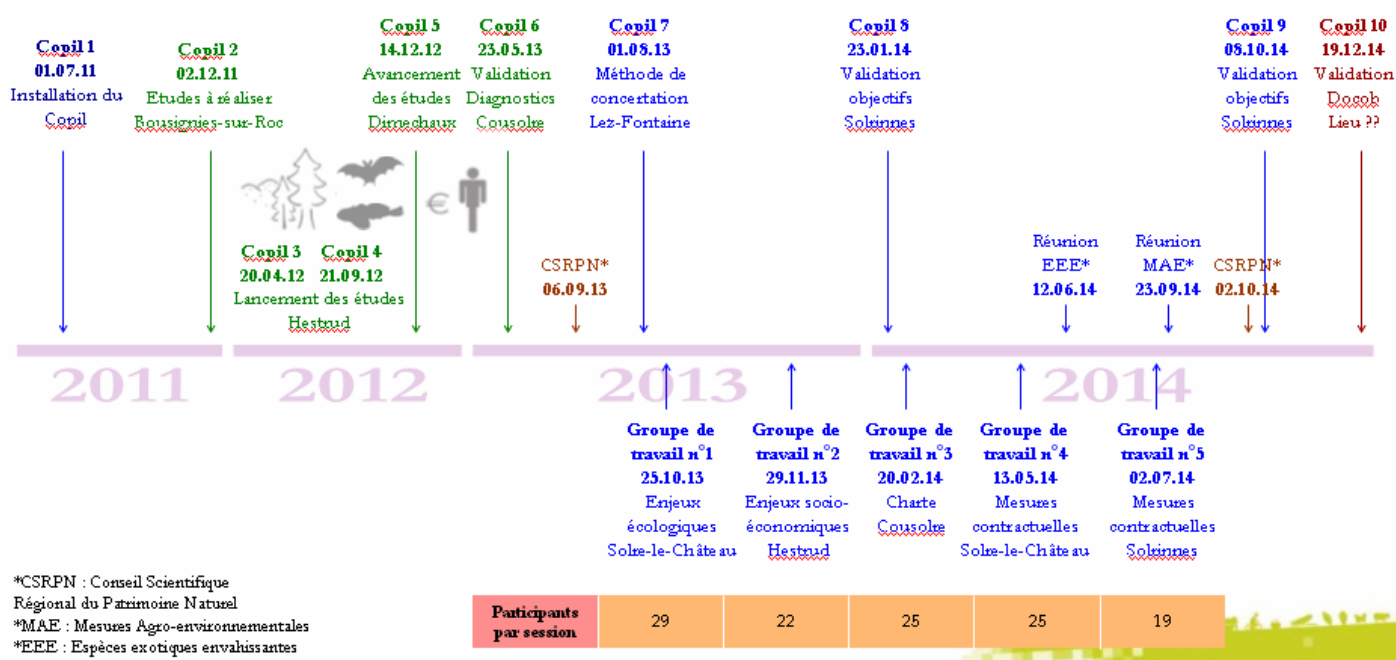 Copil 1
01.07.11
Installation du
Copil
Copil 2
02.12.11
Etudes à réaliser
Bousignies-sur-Roc
Copil 3
20.04.12
Copil 4
21.09.12
Lancement des études
Hestrud
Copil 5
14.12.12
Avancement
des études
Dimechaux
Copil 6
23.05.13
Validation
Diagnostics
Cousolre
Copil 7
01.08.13
Méthode de
concertation
Lez-Fontaine
Copil 8
23.01.14
Validation
objectifs
Solrinnes
Copil 9
08.10.14
Validation
objectifs
Solrinnes
Copil 10
19.12.14
Validation
Docob
Lieu ??
€
CSRPN*
06.09.13
Réunion
EEE*
12.06.14
Réunion
MAE*
23.09.14
CSRPN*
02.10.14
2011
2012
2013
2014
Groupe de
travail n°1
25.10.13
Enjeux
écologiques
Solre-le-Château
Groupe de
travail n°2
29.11.13
Enjeux socio-
économiques
Hestrud
Groupe de
travail n°3
20.02.14
Charte
Cousolre
Groupe de
travail n°4
13.05.14
Mesures
contractuelles
Solre-le-Château
Groupe de
travail n°5
02.07.14
Mesures
contractuelles
Solrinnes
*CSRPN : Conseil Scientifique
Régional du Patrimoine Naturel
*MAE : Mesures Agro-environnementales
*EEE : Espèces exotiques envahissantes
Participants
par session
29
22
25
25
19